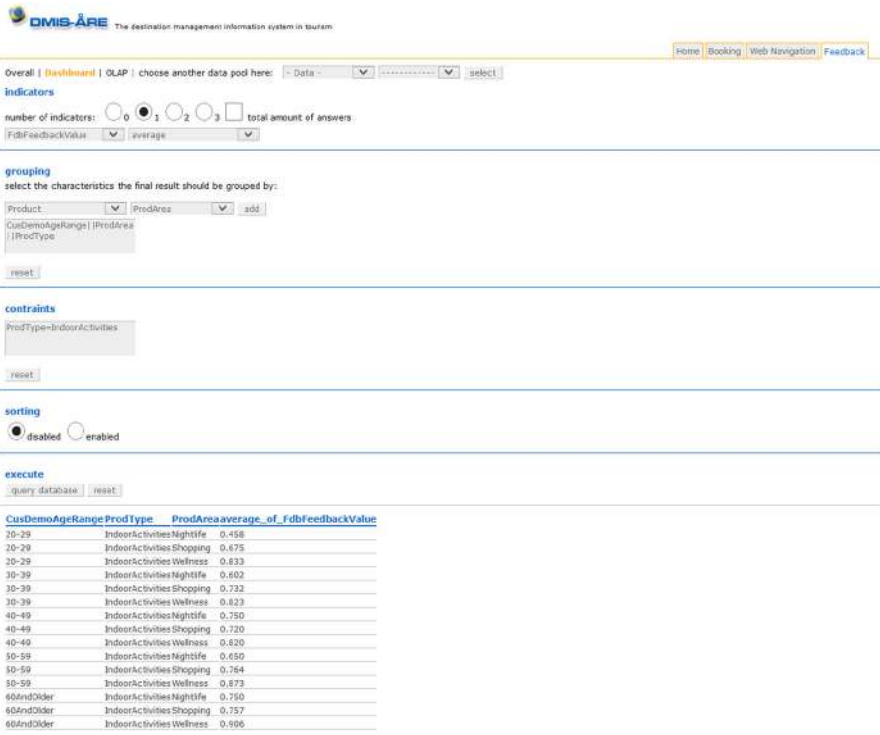 DMIS-ÅRE The destination management information system in tourism
Home Booking Web Navigation Feedback
Overall | Dashboard | OLAP | choose another data pool here: - Data - ------------ select
indicators
number of indicators: 0 1 2 3 total amount of answers
FdbFeedbackValue average
grouping
select the characteristics the final result should be grouped by:
Product ProdArea add
CusDemoAgeRange||ProdArea
||ProdType
reset
contraints
ProdType=IndoorActivities
reset
sorting
disabled enabled
execute
query database reset
CusDemoAgeRange ProdType ProdArea average_of_FdbFeedbackValue
20-29 IndoorActivities Nightlife 0.458
20-29 IndoorActivities Shopping 0.675
20-29 IndoorActivities Wellness 0.833
30-39 IndoorActivities Nightlife 0.602
30-39 IndoorActivities Shopping 0.732
30-39 IndoorActivities Wellness 0.823
40-49 IndoorActivities Nightlife 0.750
40-49 IndoorActivities Shopping 0.720
40-49 IndoorActivities Wellness 0.820
50-59 IndoorActivities Nightlife 0.650
50-59 IndoorActivities Shopping 0.764
50-59 IndoorActivities Wellness 0.873
60AndOlder IndoorActivities Nightlife 0.750
60AndOlder IndoorActivities Shopping 0.757
60AndOlder IndoorActivities Wellness 0.906